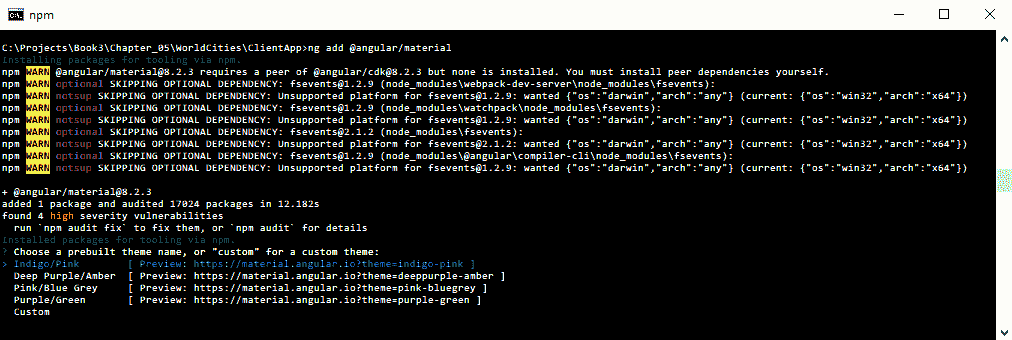 C:\. npm
C:\Projects\Book3\Chapter_05\WorldCities\ClientApp>ng add @angular/material
Installing packages for tooling via npm.
npm WARN @angular/material@8.2.3 requires a peer of @angular/cdk@8.2.3 but none is installed. You must install peer dependencies yourself.
npm WARN optional SKIPPING OPTIONAL DEPENDENCY: fsevents@1.2.9 (node_modules\webpack-dev-server\node_modules\fsevents):
npm WARN notsup SKIPPING OPTIONAL DEPENDENCY: Unsupported platform for fsevents@1.2.9: wanted {"os":"darwin","arch":"any"} (current: {"os":"win32","arch":"x64"})
npm WARN optional SKIPPING OPTIONAL DEPENDENCY: fsevents@1.2.9 (node_modules\watchpack\node_modules\fsevents):
npm WARN notsup SKIPPING OPTIONAL DEPENDENCY: Unsupported platform for fsevents@1.2.9: wanted {"os":"darwin","arch":"any"} (current: {"os":"win32","arch":"x64"})
npm WARN optional SKIPPING OPTIONAL DEPENDENCY: fsevents@2.1.2 (node_modules\fsevents):
npm WARN notsup SKIPPING OPTIONAL DEPENDENCY: Unsupported platform for fsevents@2.1.2: wanted {"os":"darwin","arch":"any"} (current: {"os":"win32","arch":"x64"})
npm WARN optional SKIPPING OPTIONAL DEPENDENCY: fsevents@1.2.9 (node_modules\@angular\compiler-cli\node_modules\fsevents):
npm WARN notsup SKIPPING OPTIONAL DEPENDENCY: Unsupported platform for fsevents@1.2.9: wanted {"os":"darwin","arch":"any"} (current: {"os":"win32","arch":"x64"})
+ @angular/material@8.2.3
added 1 package and audited 17024 packages in 12.182s
found 4 high severity vulnerabilities
run `npm audit fix` to fix them, or `npm audit` for details
Installed packages for tooling via npm.
? Choose a prebuilt theme name, or "custom" for a custom theme:
> Indigo/Pink [ Preview: https://material.angular.io?theme=indigo-pink ]
Deep Purple/Amber [ Preview: https://material.angular.io?theme=deeppurple-amber ]
Pink/Blue Grey [ Preview: https://material.angular.io?theme=pink-bluegrey ]
Purple/Green [ Preview: https://material.angular.io?theme=purple-green ]
Custom